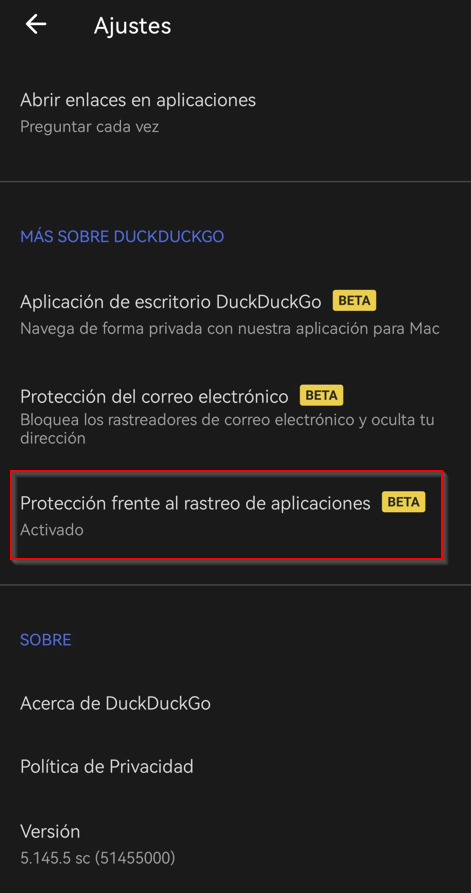 Ajustes
Abrir enlaces en aplicaciones
Preguntar cada vez
MÁS SOBRE DUCKDUCKGO
Aplicación de escritorio DuckDuckGo BETA
Navega de forma privada con nuestra aplicación para Mac
Protección del correo electrónico BETA
Bloquea los rastreadores de correo electrónico y oculta tu
dirección
Protección frente al rastreo de aplicaciones BETA
Activado
SOBRE
Acerca de DuckDuckGo
Política de Privacidad
Versión
5.145.5 sc (51455000)